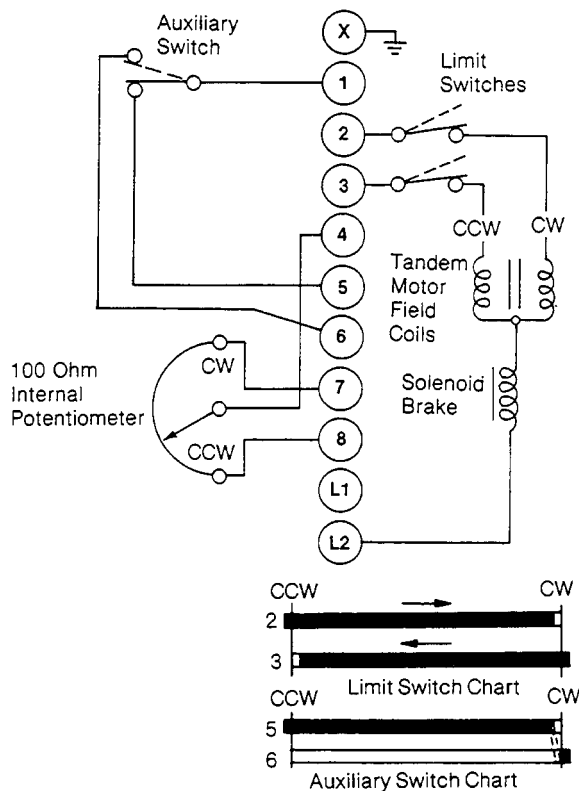 Auxiliary
Switch
X
1
Limit
Switches
2
3
CCW
CW
4
Tandem
Motor
Field
Coils
5
6
100 Ohm
Internal
Potentiometer
CW
7
Solenoid
Brake
CCW
8
L1
L2
CCW
CW
2
3
Limit Switch Chart
CCW
CW
5
6
Auxiliary Switch Chart